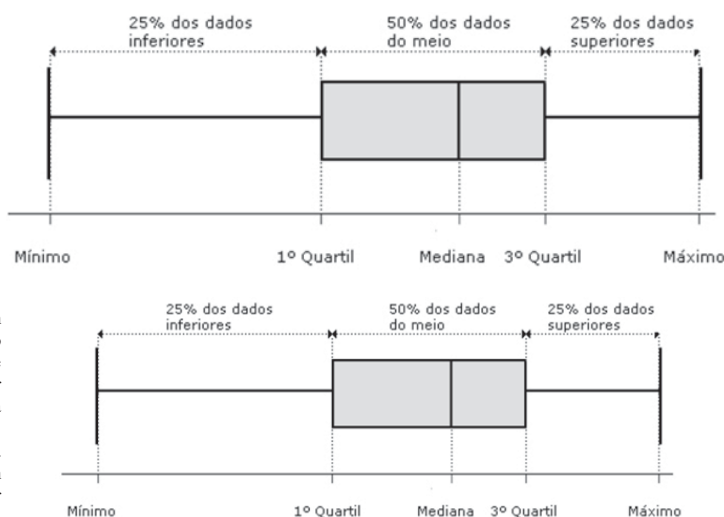 25% dos dados inferiores
50% dos dados do meio
25% dos dados superiores
Mínimo 1º Quartil Mediana 3º Quartil Máximo
25% dos dados inferiores
50% dos dados do meio
25% dos dados superiores
Mínimo 1º Quartil Mediana 3º Quartil Máximo